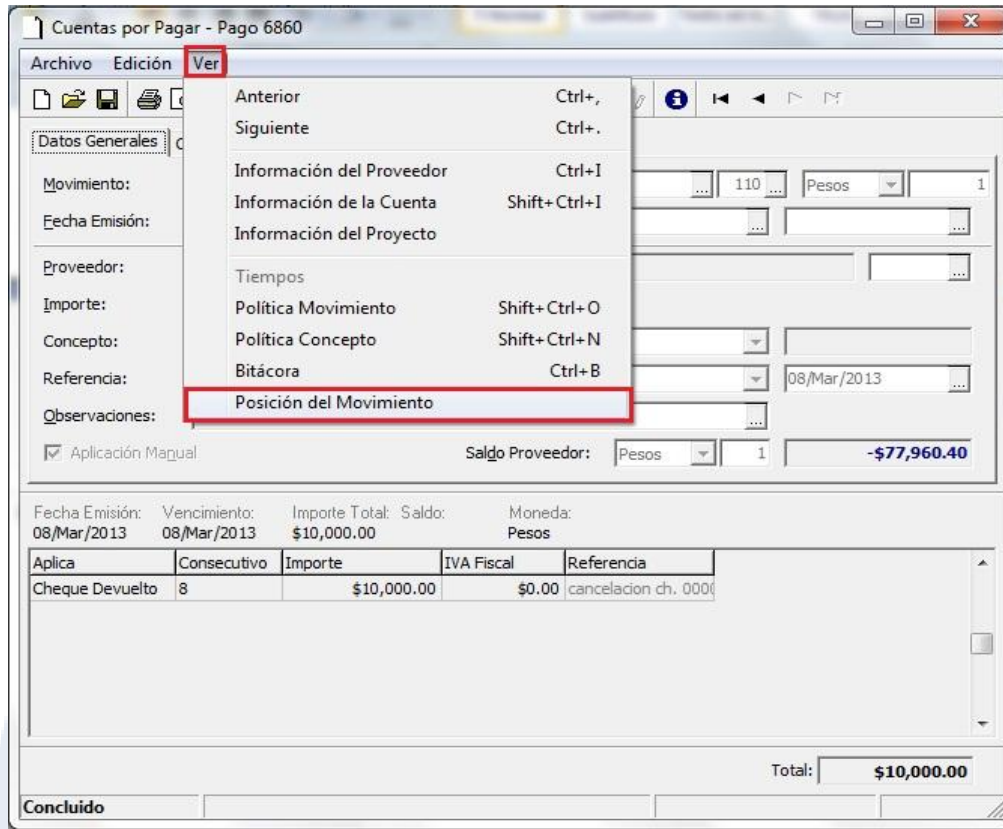 Cuentas por Pagar - Pago 6860
Archivo Edición Ver
Anterior Ctrl+,
Siguiente Ctrl+.
Información del Proveedor Ctrl+I
Información de la Cuenta Shift+Ctrl+I
Información del Proyecto
Tiempos
Política Movimiento Shift+Ctrl+O
Política Concepto Shift+Ctrl+N
Bitácora Ctrl+B
Posición del Movimiento
Datos Generales
Movimiento: ... 110 ... Pesos 1
Fecha Emisión: ... ...
Proveedor: ...
Importe:
Concepto:
Referencia: 08/Mar/2013 ...
Observaciones: ...
Aplicación Manual Saldo Proveedor: Pesos 1 -$77,960.40
Fecha Emisión: Vencimiento: Importe Total: Saldo: Moneda:
08/Mar/2013 08/Mar/2013 $10,000.00 Pesos
Aplica Consecutivo Importe IVA Fiscal Referencia
Cheque Devuelto 8 $10,000.00 $0.00 cancelacion ch. 000
Total: $10,000.00
Concluido